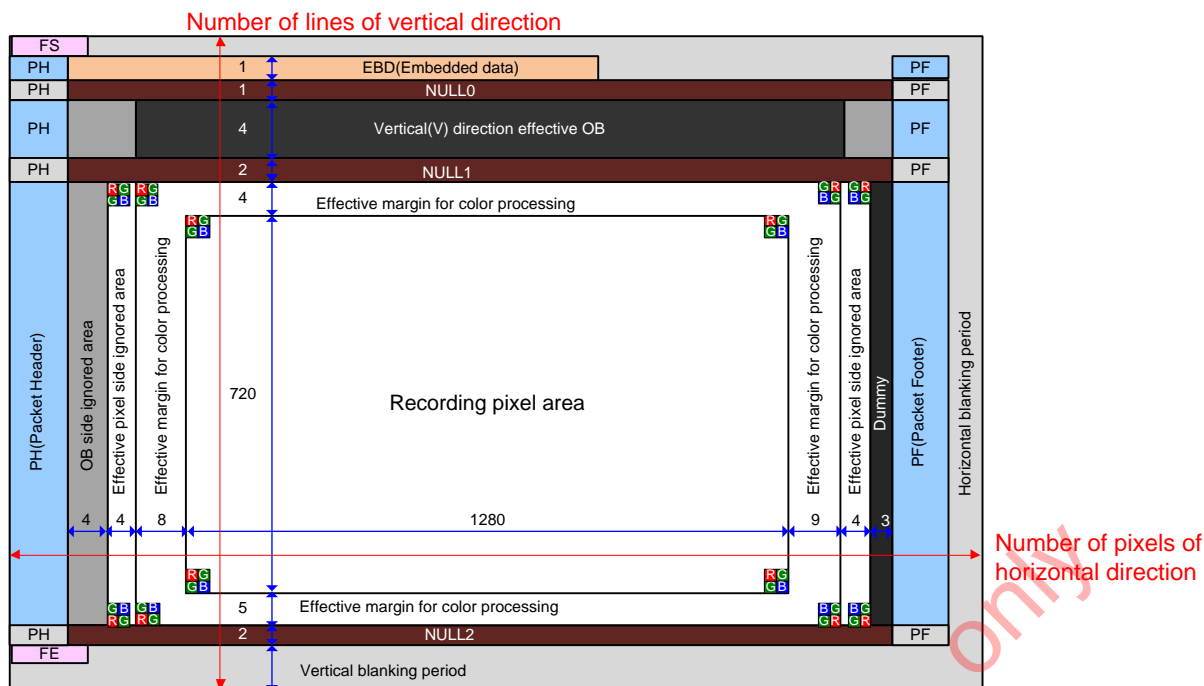 Number of lines of vertical direction
FS
PH 1 EBD(Embedded data) PF
PH 1 NULL0 PF
PH 4 Vertical(V) direction effective OB PF
PH 2 NULL1 PF
R G R G G R G R
G B G B B G B G
4 Effective margin for color processing
R G R G
G B G B
PH(Packet Header)
OB side ignored area
Effective pixel side ignored area
Effective margin for color processing
720
Recording pixel area
Effective margin for color processing
Effective pixel side ignored area
Dummy
PF(Packet Footer)
Horizontal blanking period
4 4 8 1280 9 4 3
Number of pixels of
horizontal direction
R G R G
G B G B
5 Effective margin for color processing
G B G B B G B G
R G R G G R G R
PH 2 NULL2 PF
FE
Vertical blanking period
only